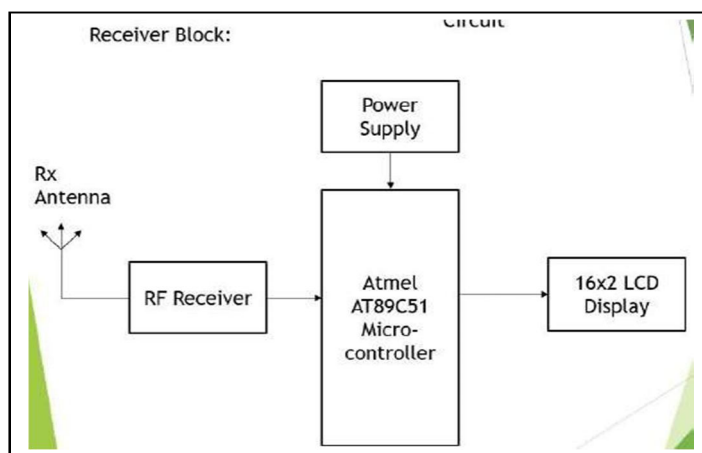 Circuit
Receiver Block:
Power
Supply
Rx
Antenna
RF Receiver
Atmel
AT89C51
Micro-
controller
16x2 LCD
Display